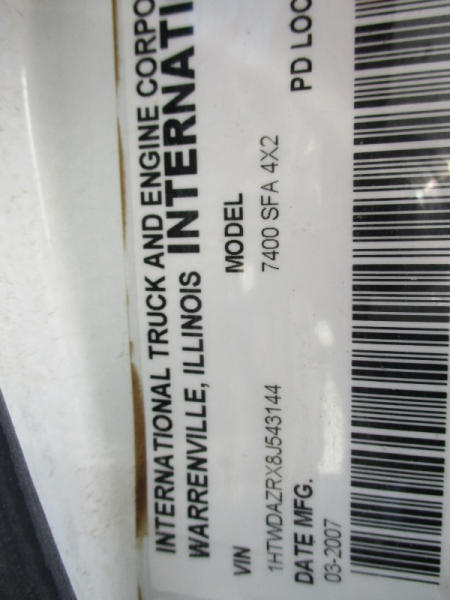 INTERNATIONAL TRUCK AND ENGINE CORPO
WARRENVILLE, ILLINOIS INTERNATI
VIN MODEL
1HTWDAZRX8J543144 7400 SFA 4X2
DATE MFG. PD LOC
03-2007